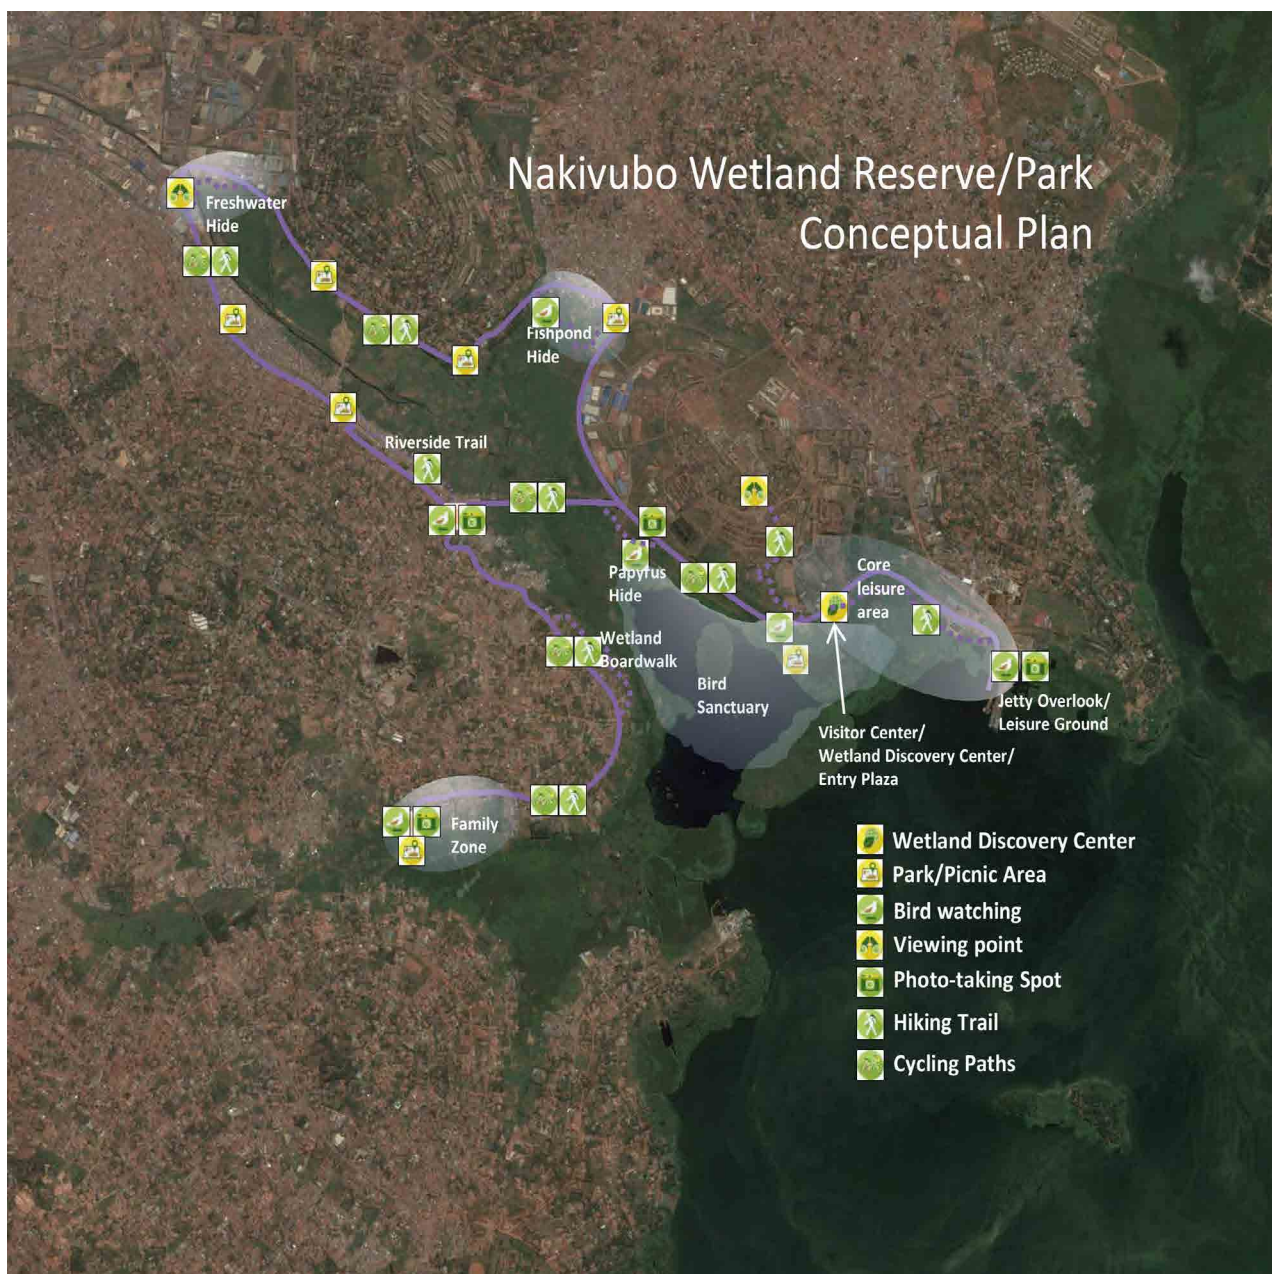 Nakivubo Wetland Reserve/Park
Conceptual Plan
Freshwater
Hide
Fishpond
Hide
Riverside Trail
Papyrus
Hide
Core
leisure
area
Wetland
Boardwalk
Bird
Sanctuary
Jetty Overlook/
Leisure Ground
Visitor Center/
Wetland Discovery Center/
Entry Plaza
Family
Zone
Wetland Discovery Center
Park/Picnic Area
Bird watching
Viewing point
Photo-taking Spot
Hiking Trail
Cycling Paths